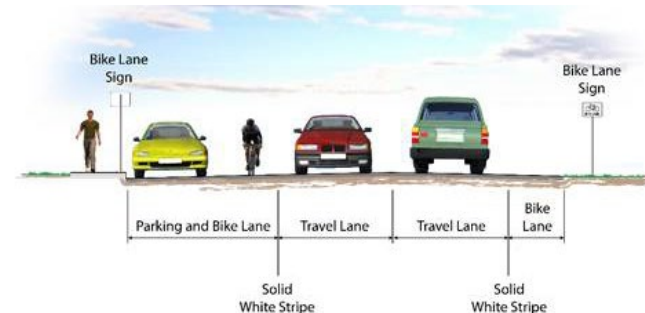 Bike Lane
Sign
Bike Lane
Sign
Parking and Bike Lane
Travel Lane
Travel Lane
Bike
Lane
Solid
White Stripe
Solid
White Stripe